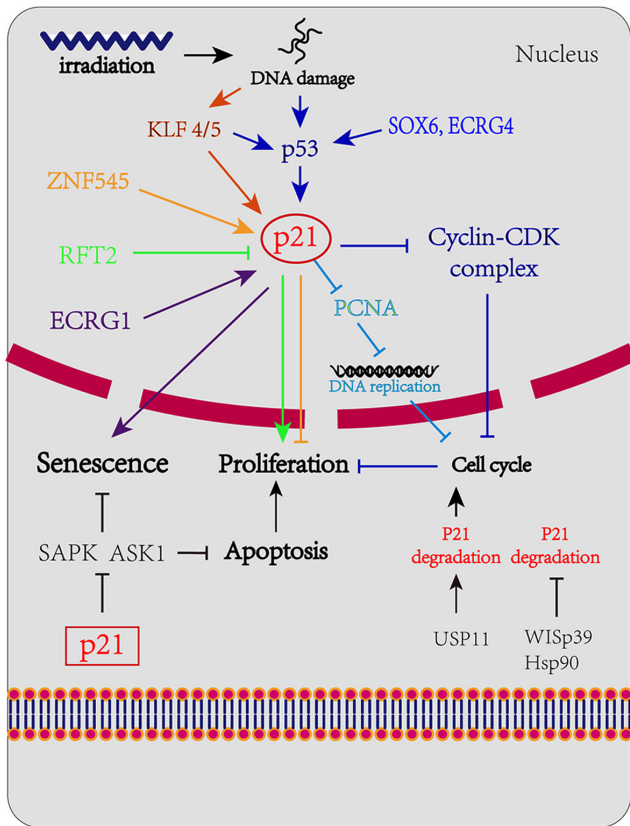 irradiation
DNA damage
Nucleus
KLF 4/5
p53
SOX6, ECRG4
ZNF545
p21
RFT2
Cyclin-CDK
complex
ECRG1
PCNA
DNA replication
Senescence
Proliferation
Cell cycle
SAPK ASK1
Apoptosis
P21
degradation
P21
degradation
p21
USP11
WISp39
Hsp90